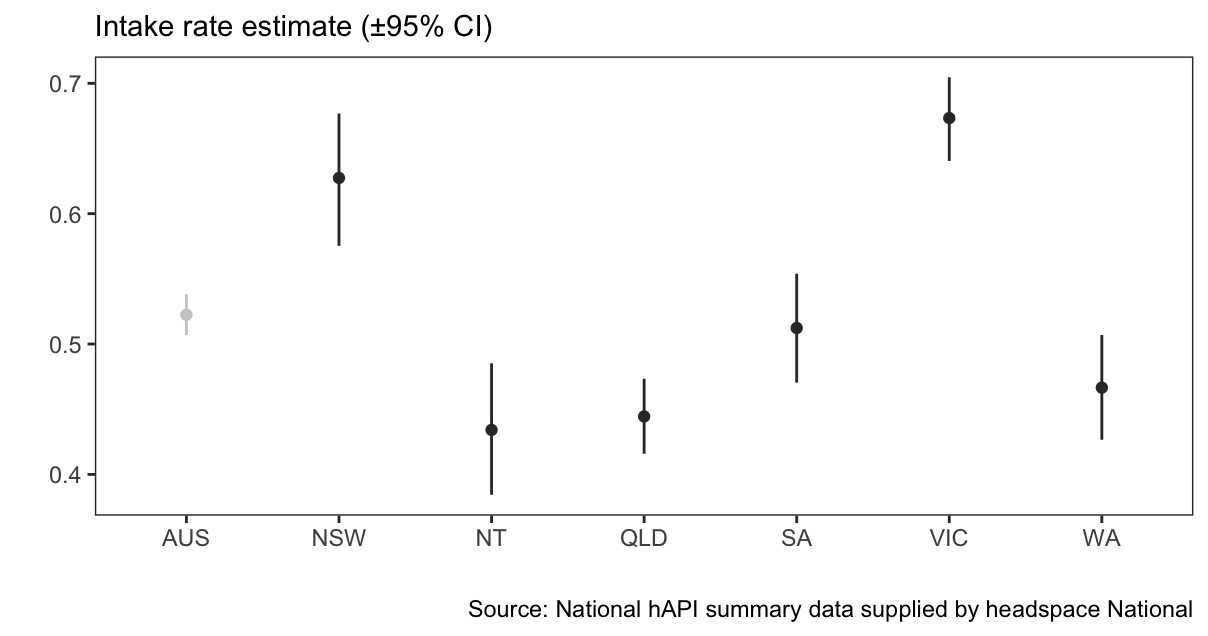 Intake rate estimate (±95% CI)
0.7
0.6
0.5
0.4
AUS NSW NT QLD SA VIC WA
Source: National hAPI summary data supplied by headspace National